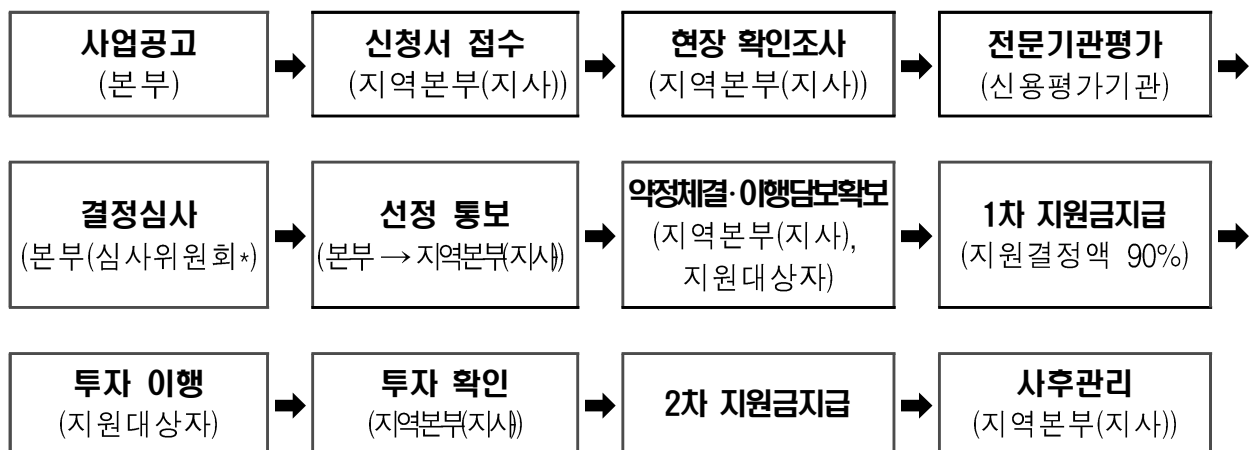 사업공고
(본부)
신청서 접수
(지역본부(지사))
현장 확인조사
(지역본부(지사))
전문기관평가
(신용평가기관)
결정심사
(본부(심사위원회*)
선정 통보
(본부 → 지역본부(지사))
약정체결·이행담보확보
(지역본부(지사),
지원대상자)
1차 지원금지급
(지원결정액 90%)
투자 이행
(지원대상자)
투자 확인
(지역본부(지사))
2차 지원금지급
사후관리
(지역본부(지사))